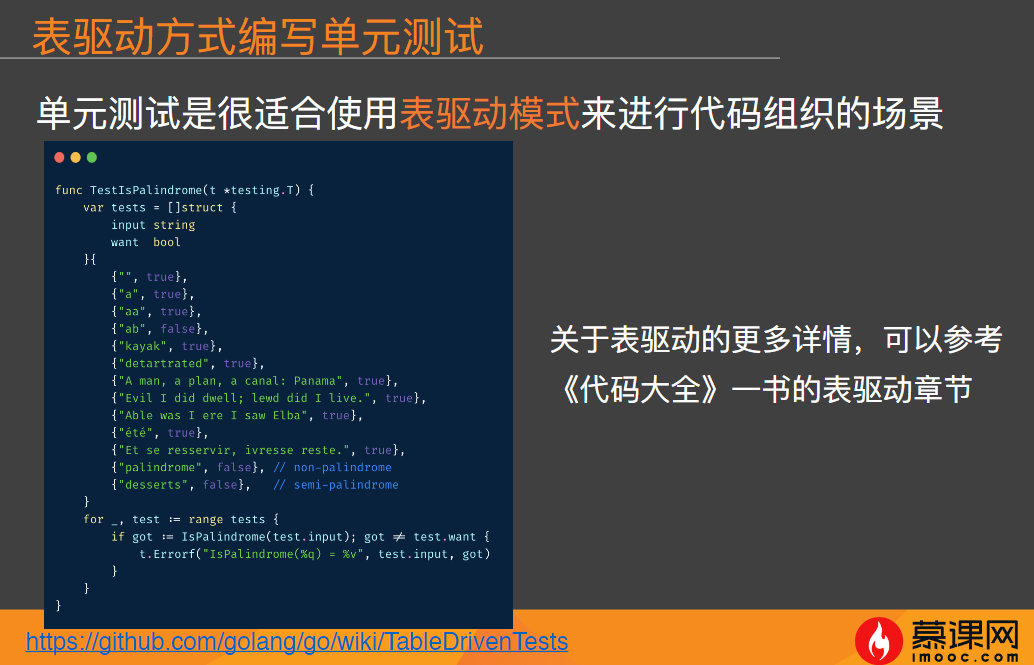 表驱动方式编写单元测试
单元测试是很适合使用表驱动模式来进行代码组织的场景
func TestIsPalindrome(t *testing.T) {
    var tests = []struct {
        input string
        want  bool
    }{
        {"", true},
        {"a", true},
        {"aa", true},
        {"ab", false},
        {"kayak", true},
        {"detartrated", true},
        {"A man, a plan, a canal: Panama", true},
        {"Evil I did dwell; lewd did I live.", true},
        {"Able was I ere I saw Elba", true},
        {"été", true},
        {"Et se resservir, ivresse reste.", true},
        {"palindrome", false}, // non-palindrome
        {"desserts", false},   // semi-palindrome
    }
    for _, test := range tests {
        if got := IsPalindrome(test.input); got != test.want {
            t.Errorf("IsPalindrome(%q) = %v", test.input, got)
        }
    }
}
关于表驱动的更多详情，可以参考
《代码大全》一书的表驱动章节
https://github.com/golang/go/wiki/TableDrivenTests
慕课网
imooc.com